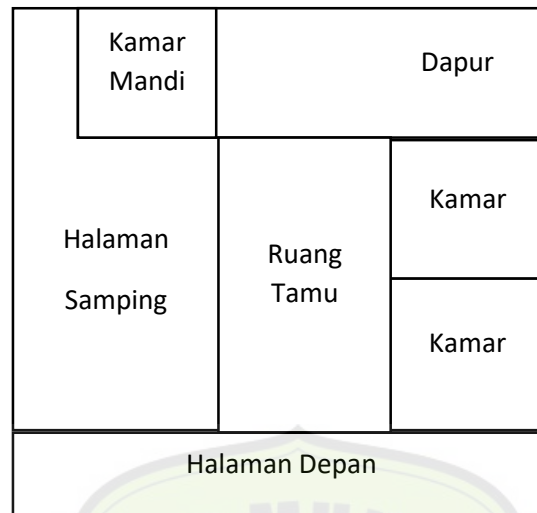 Kamar
Mandi
Dapur
Halaman
Samping
Ruang
Tamu
Kamar
Kamar
Halaman Depan